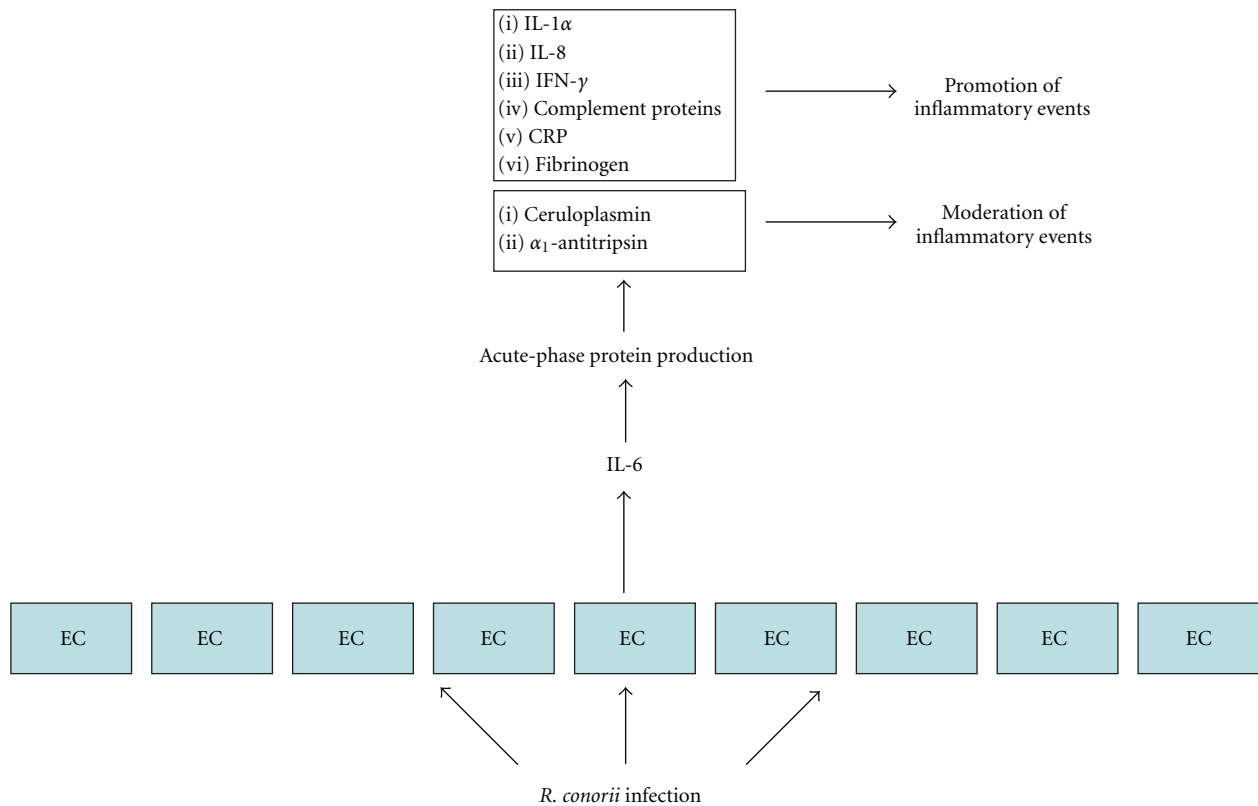 (i) IL-1α
(ii) IL-8
(iii) IFN-γ
(iv) Complement proteins
(v) CRP
(vi) Fibrinogen
Promotion of
inflammatory events
(i) Ceruloplasmin
(ii) α₁-antitripsin
Moderation of
inflammatory events
Acute-phase protein production
IL-6
EC EC EC EC EC EC EC EC EC
R. conorii infection